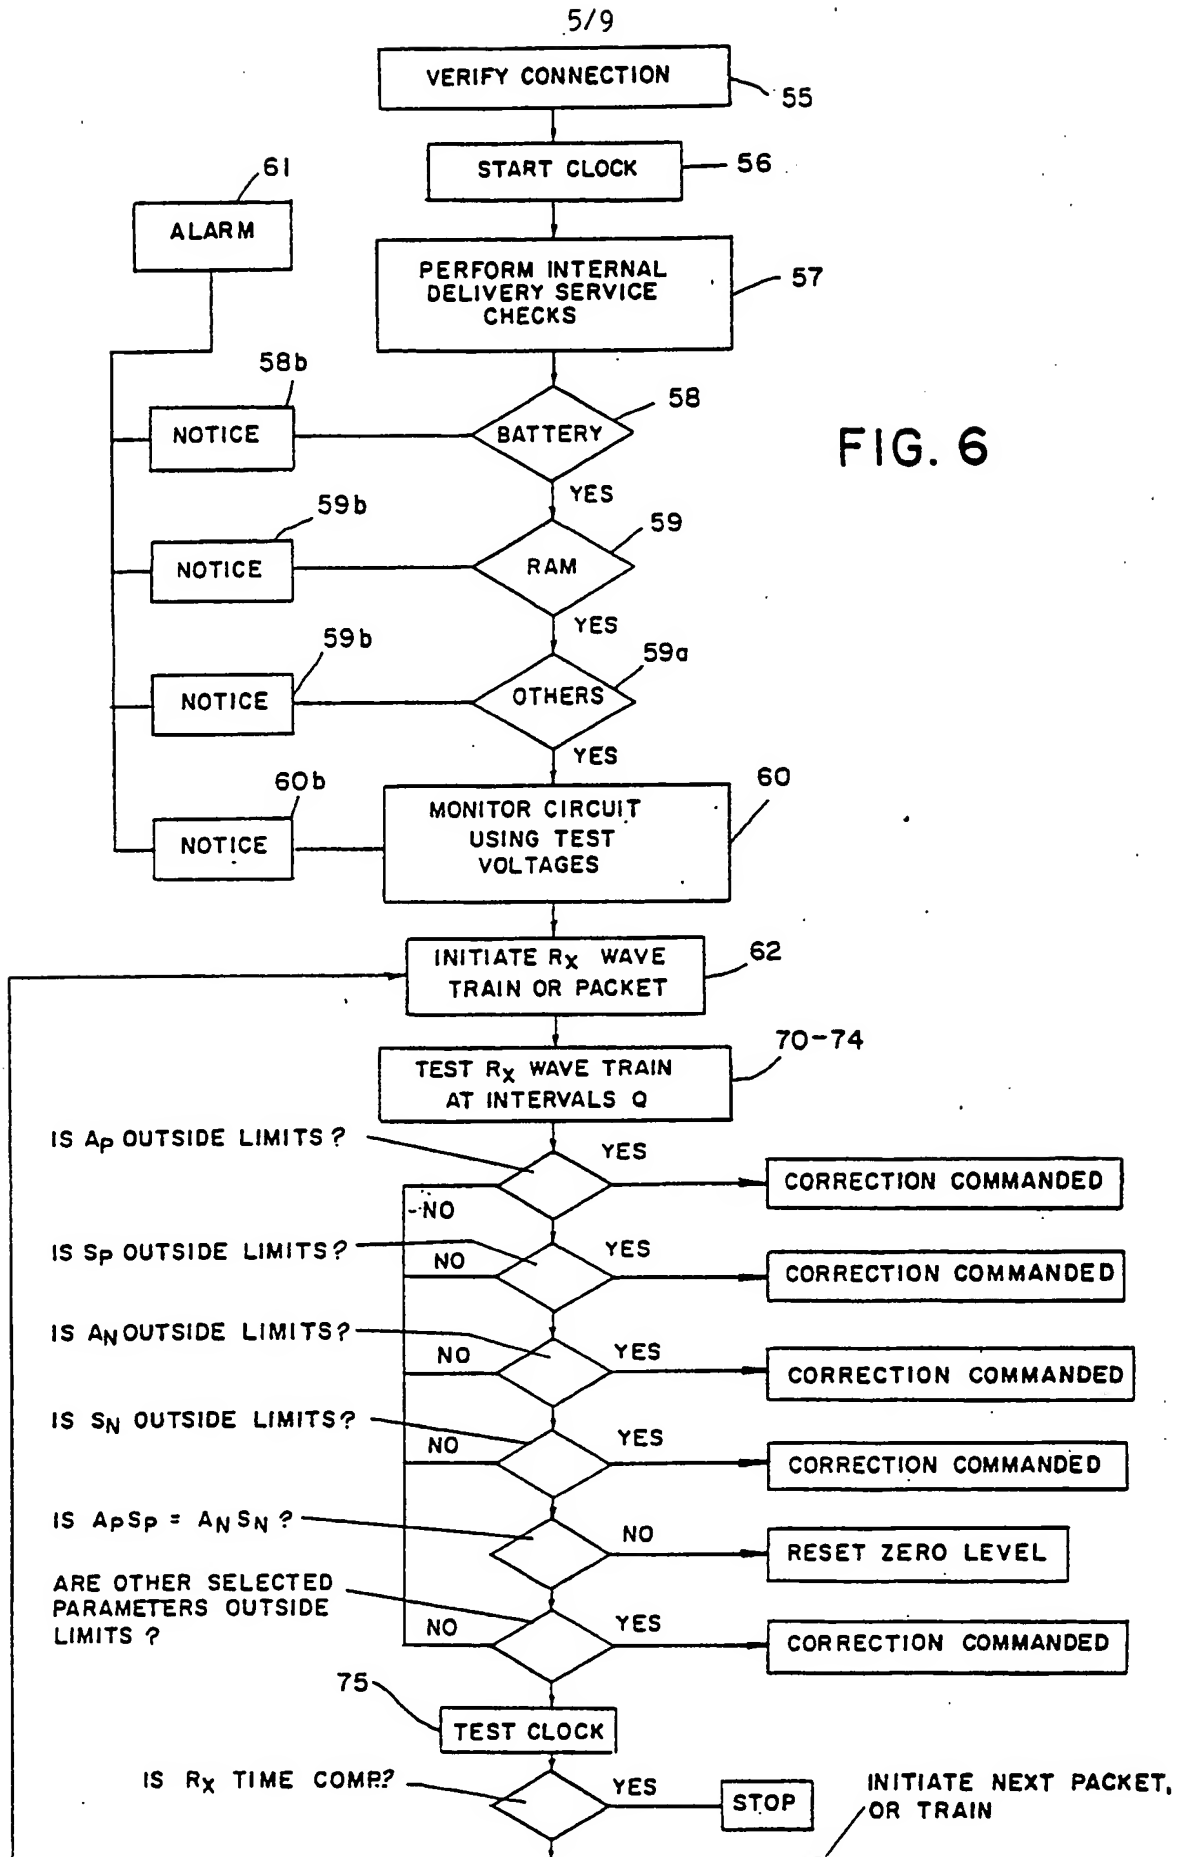 5/9
VERIFY CONNECTION
55
START CLOCK
56
61
ALARM
PERFORM INTERNAL
DELIVERY SERVICE
CHECKS
57
58b
NOTICE
BATTERY
58
FIG. 6
YES
59b
NOTICE
RAM
59
YES
59b
NOTICE
OTHERS
59a
YES
60b
NOTICE
MONITOR CIRCUIT
USING TEST
VOLTAGES
60
INITIATE RX WAVE
TRAIN OR PACKET
62
TEST RX WAVE TRAIN
AT INTERVALS Q
70-74
IS AP OUTSIDE LIMITS?
YES
CORRECTION COMMANDED
NO
IS SP OUTSIDE LIMITS?
NO
YES
CORRECTION COMMANDED
IS AN OUTSIDE LIMITS?
NO
YES
CORRECTION COMMANDED
IS SN OUTSIDE LIMITS?
NO
YES
CORRECTION COMMANDED
IS APSP = ANSN?
NO
RESET ZERO LEVEL
ARE OTHER SELECTED
PARAMETERS OUTSIDE
LIMITS ?
NO
YES
CORRECTION COMMANDED
75
TEST CLOCK
IS RX TIME COMP.?
YES
STOP
INITIATE NEXT PACKET,
OR TRAIN